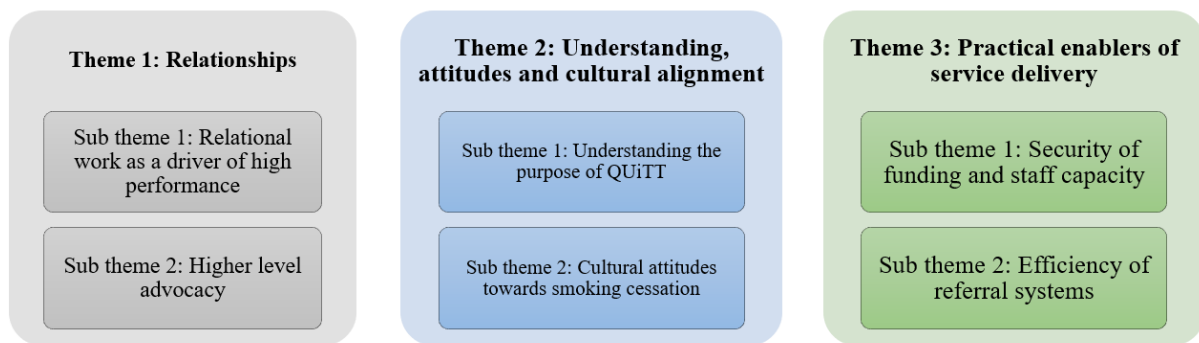 Theme 1: Relationships
Sub theme 1: Relational
work as a driver of high
performance
Sub theme 2: Higher level
advocacy
Theme 2: Understanding,
attitudes and cultural alignment
Sub theme 1: Understanding the
purpose of QUiTT
Sub theme 2: Cultural attitudes
towards smoking cessation
Theme 3: Practical enablers of
service delivery
Sub theme 1: Security of
funding and staff capacity
Sub theme 2: Efficiency of
referral systems